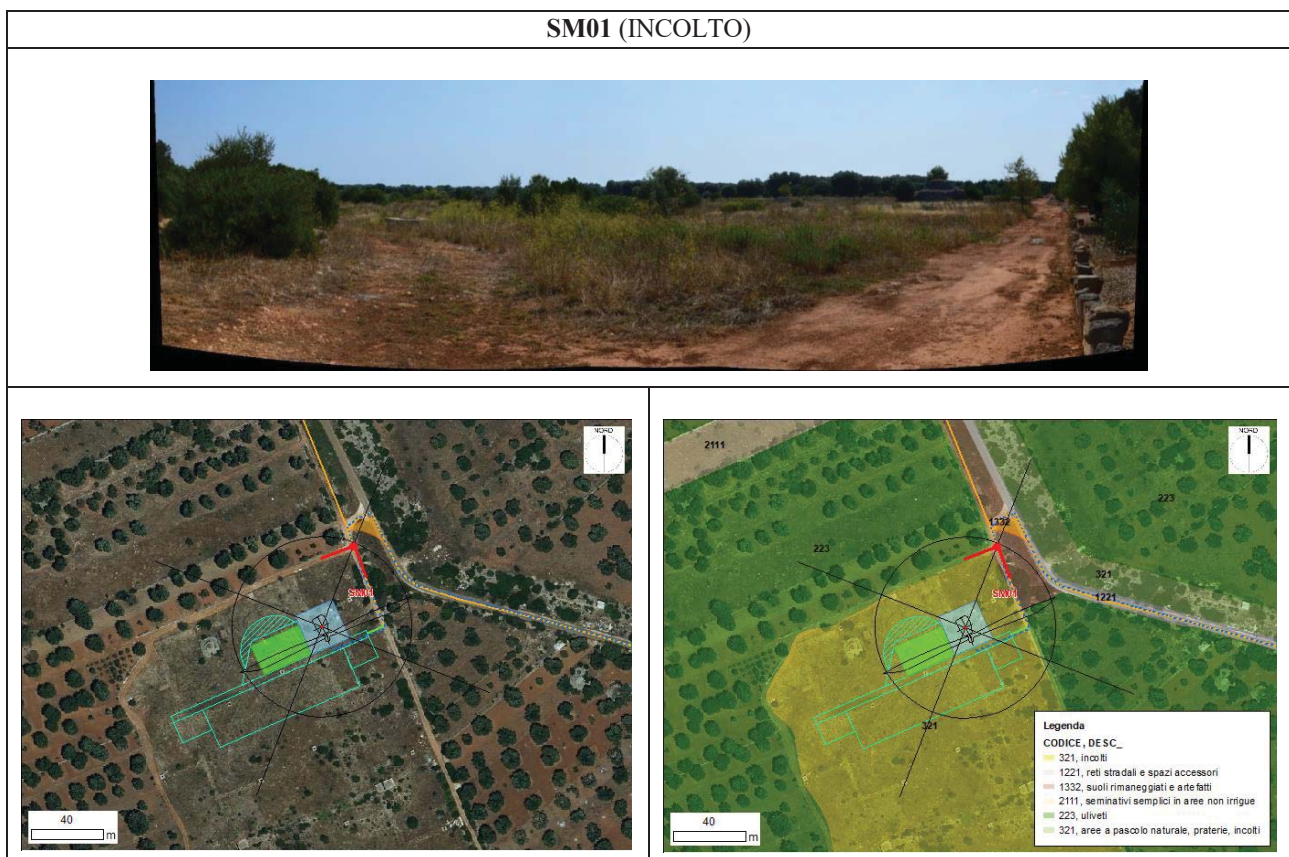 SM01 (INCOLTO)
NORD
SM01
40
m
NORD
2111
223
1332
223
321
1221
SM01
321
40
m
Legenda
CODICE, DESC_
321, incolti
1221, reti stradali e spazi accessori
1332, suoli rimaneggiati e artefatti
2111, seminativi semplici in aree non irrigue
223, uliveti
321, aree a pascolo naturale, praterie, incolti